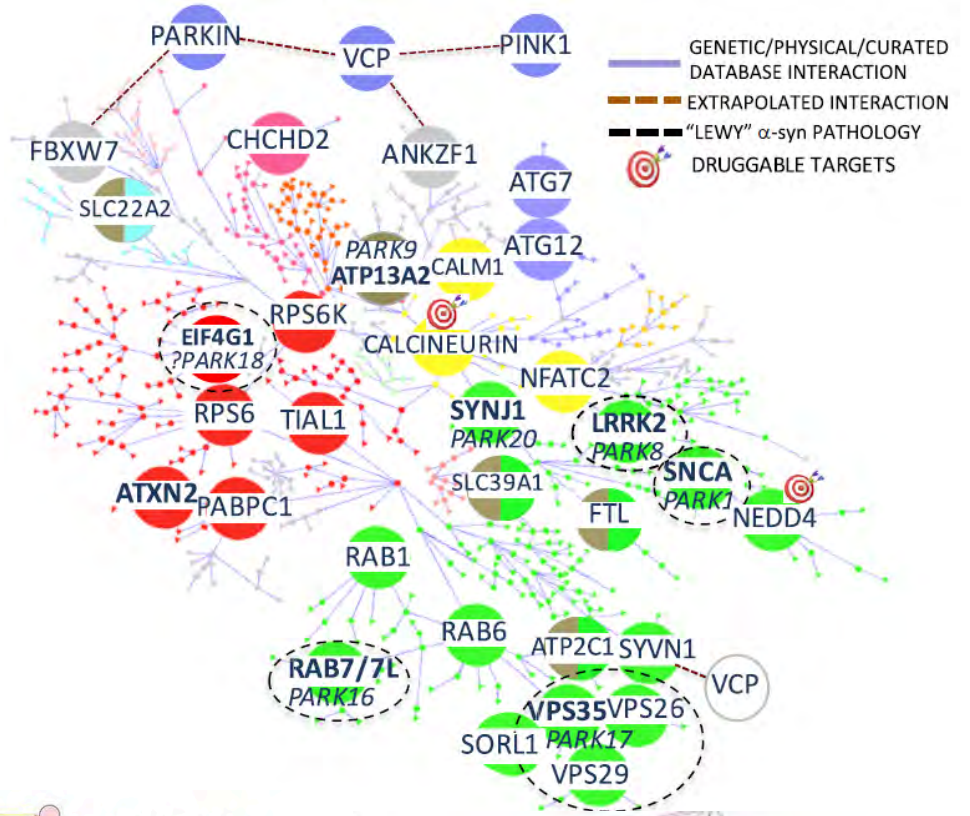 PARKIN
VCP
PINK1
GENETIC/PHYSICAL/CURATED
DATABASE INTERACTION
EXTRAPOLATED INTERACTION
"LEWY" α-syn PATHOLOGY
DRUGGABLE TARGETS
FBXW7
CHCHD2
ANKZF1
SLC22A2
ATG7
ATG12
PARK9
ATP13A2
CALM1
RPS6K
EIF4G1
?PARK18
CALCINEURIN
NFATC2
RPS6
TIAL1
SYNJ1
PARK20
LRRK2
PARK8
SNCA
PARK1
SLC39A1
ATXN2
PABPC1
FTL
NEDD4
RAB1
RAB6
ATP2C1
SYVN1
VCP
RAB7/7L
PARK16
VPS35
PARK17
VPS26
SORL1
VPS29